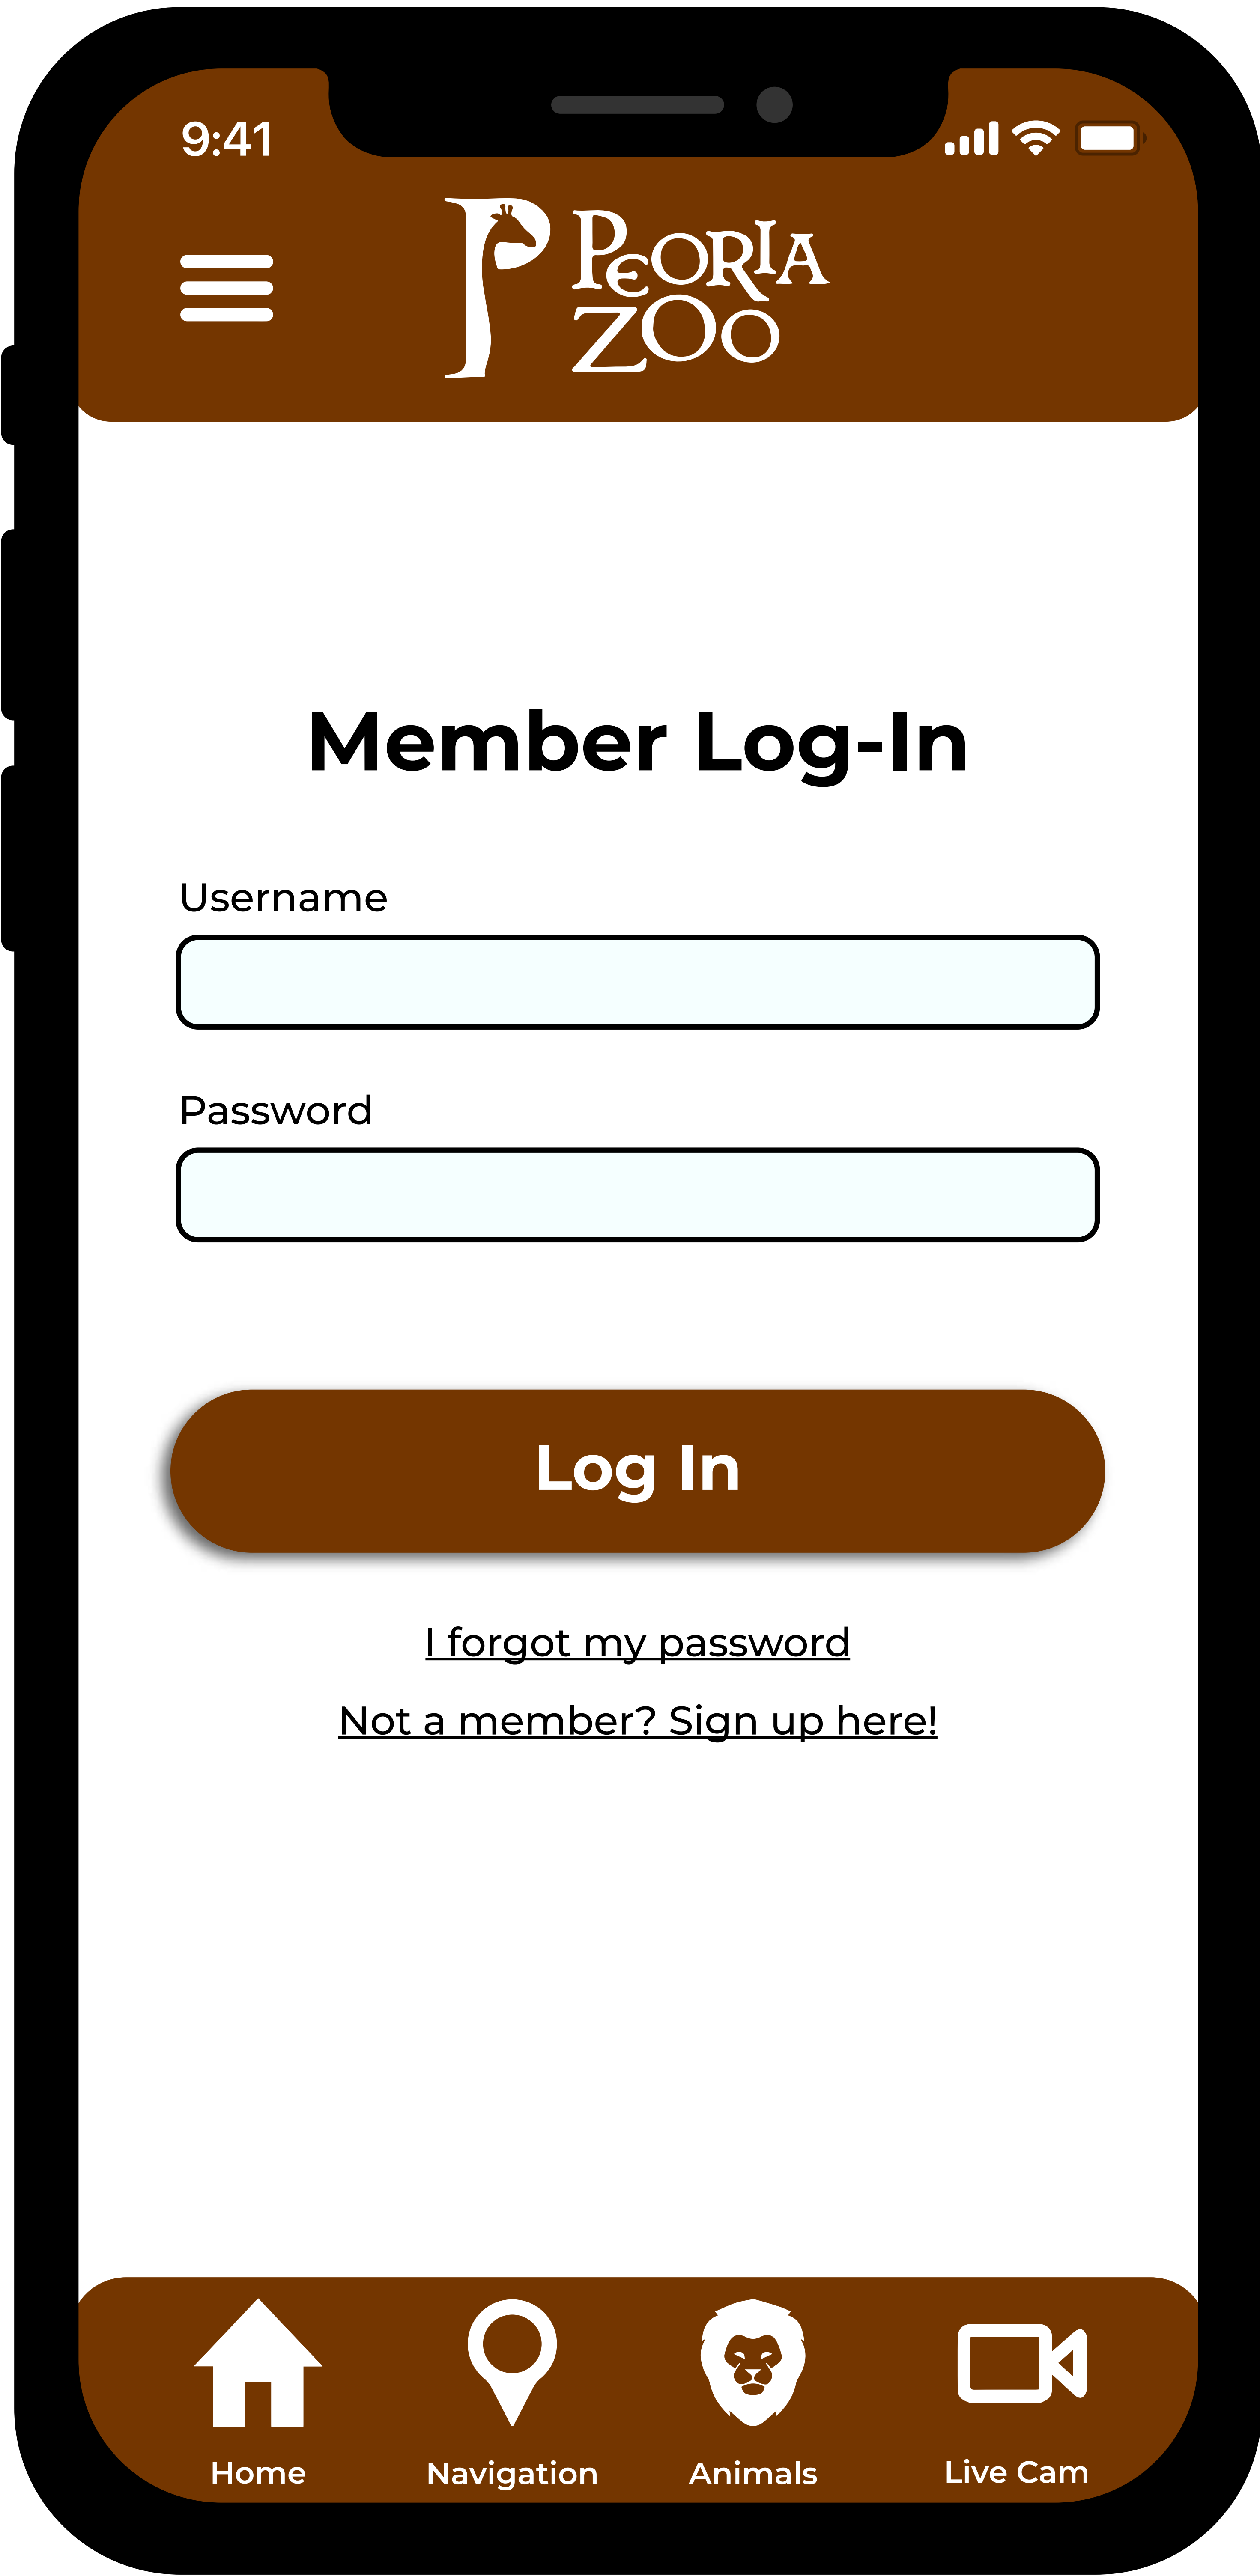 9:41
PEORIA
ZOO
Member Log-In
Username
Password
Log In
I forgot my password
Not a member? Sign up here!
Home
Navigation
Animals
Live Cam